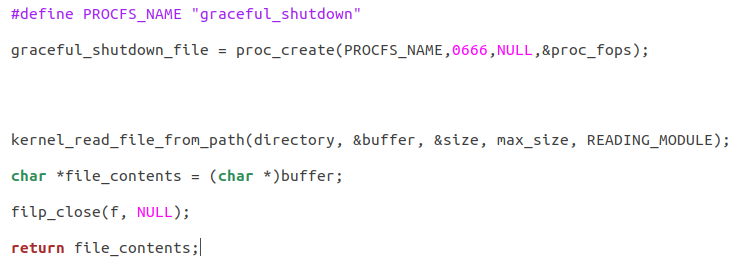 #define PROCFS_NAME "graceful_shutdown"
graceful_shutdown_file = proc_create(PROCFS_NAME,0666,NULL,&proc_fops);
kernel_read_file_from_path(directory, &buffer, &size, max_size, READING_MODULE);
char *file_contents = (char *)buffer;
filp_close(f, NULL);
return file_contents;